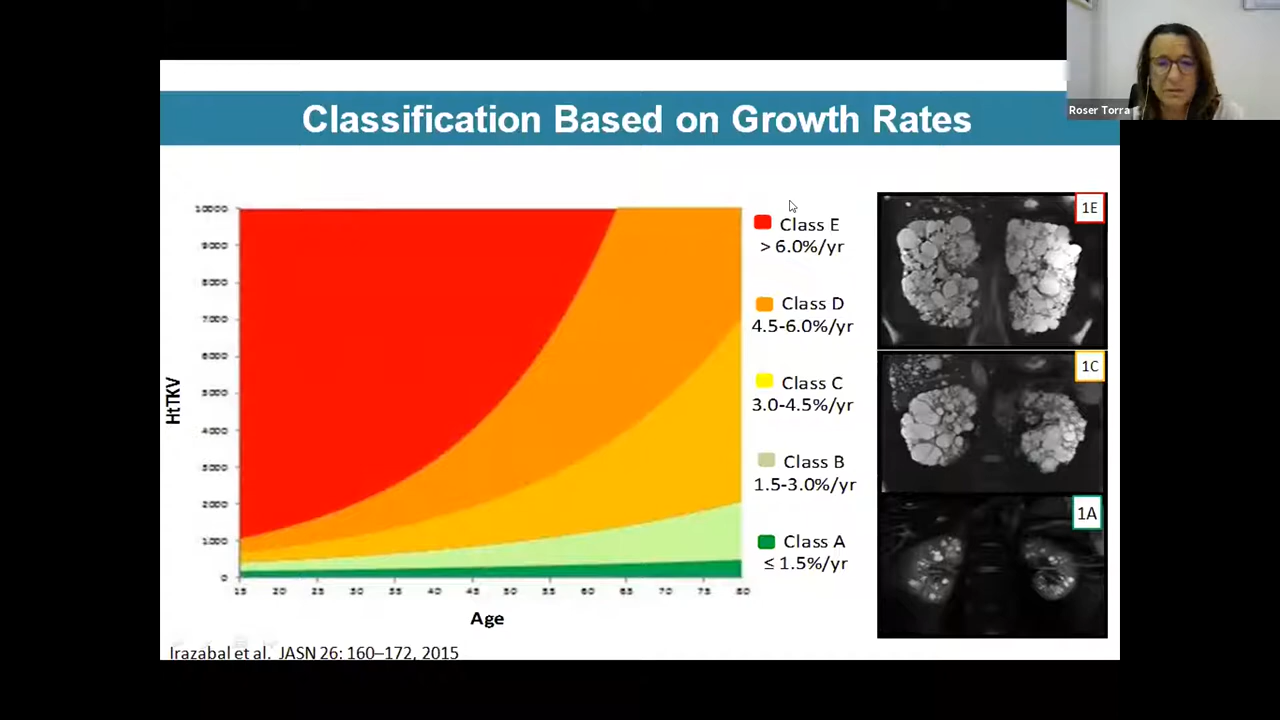 Roser Torra
Classification Based on Growth Rates
HtTKV
10000
9000
8000
7000
6000
5000
4000
3000
2000
1000
0
15 20 25 30 35 40 45 50 55 60 65 70 75 80
Age
Class E
> 6.0%/yr
Class D
4.5-6.0%/yr
Class C
3.0-4.5%/yr
Class B
1.5-3.0%/yr
Class A
≤ 1.5%/yr
1E
1C
1A
Irazabal et al. JASN 26: 160–172, 2015